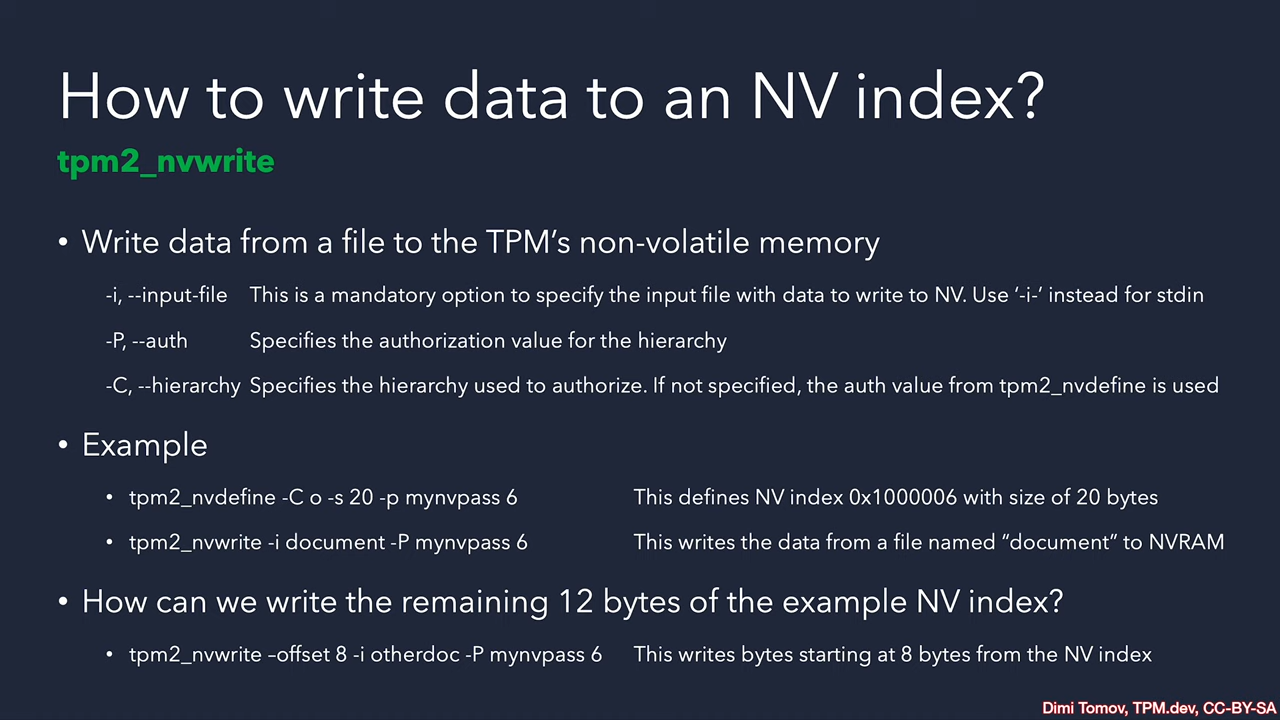 How to write data to an NV index?
tpm2_nvwrite
• Write data from a file to the TPM’s non-volatile memory
-i, --input-file This is a mandatory option to specify the input file with data to write to NV. Use ‘-i-’ instead for stdin
-P, --auth Specifies the authorization value for the hierarchy
-C, --hierarchy Specifies the hierarchy used to authorize. If not specified, the auth value from tpm2_nvdefine is used
• Example
• tpm2_nvdefine -C o -s 20 -p mynvpass 6 This defines NV index 0x1000006 with size of 20 bytes
• tpm2_nvwrite -i document -P mynvpass 6 This writes the data from a file named “document” to NVRAM
• How can we write the remaining 12 bytes of the example NV index?
• tpm2_nvwrite –offset 8 -i otherdoc -P mynvpass 6 This writes bytes starting at 8 bytes from the NV index
Dimi Tomov, TPM.dev, CC-BY-SA